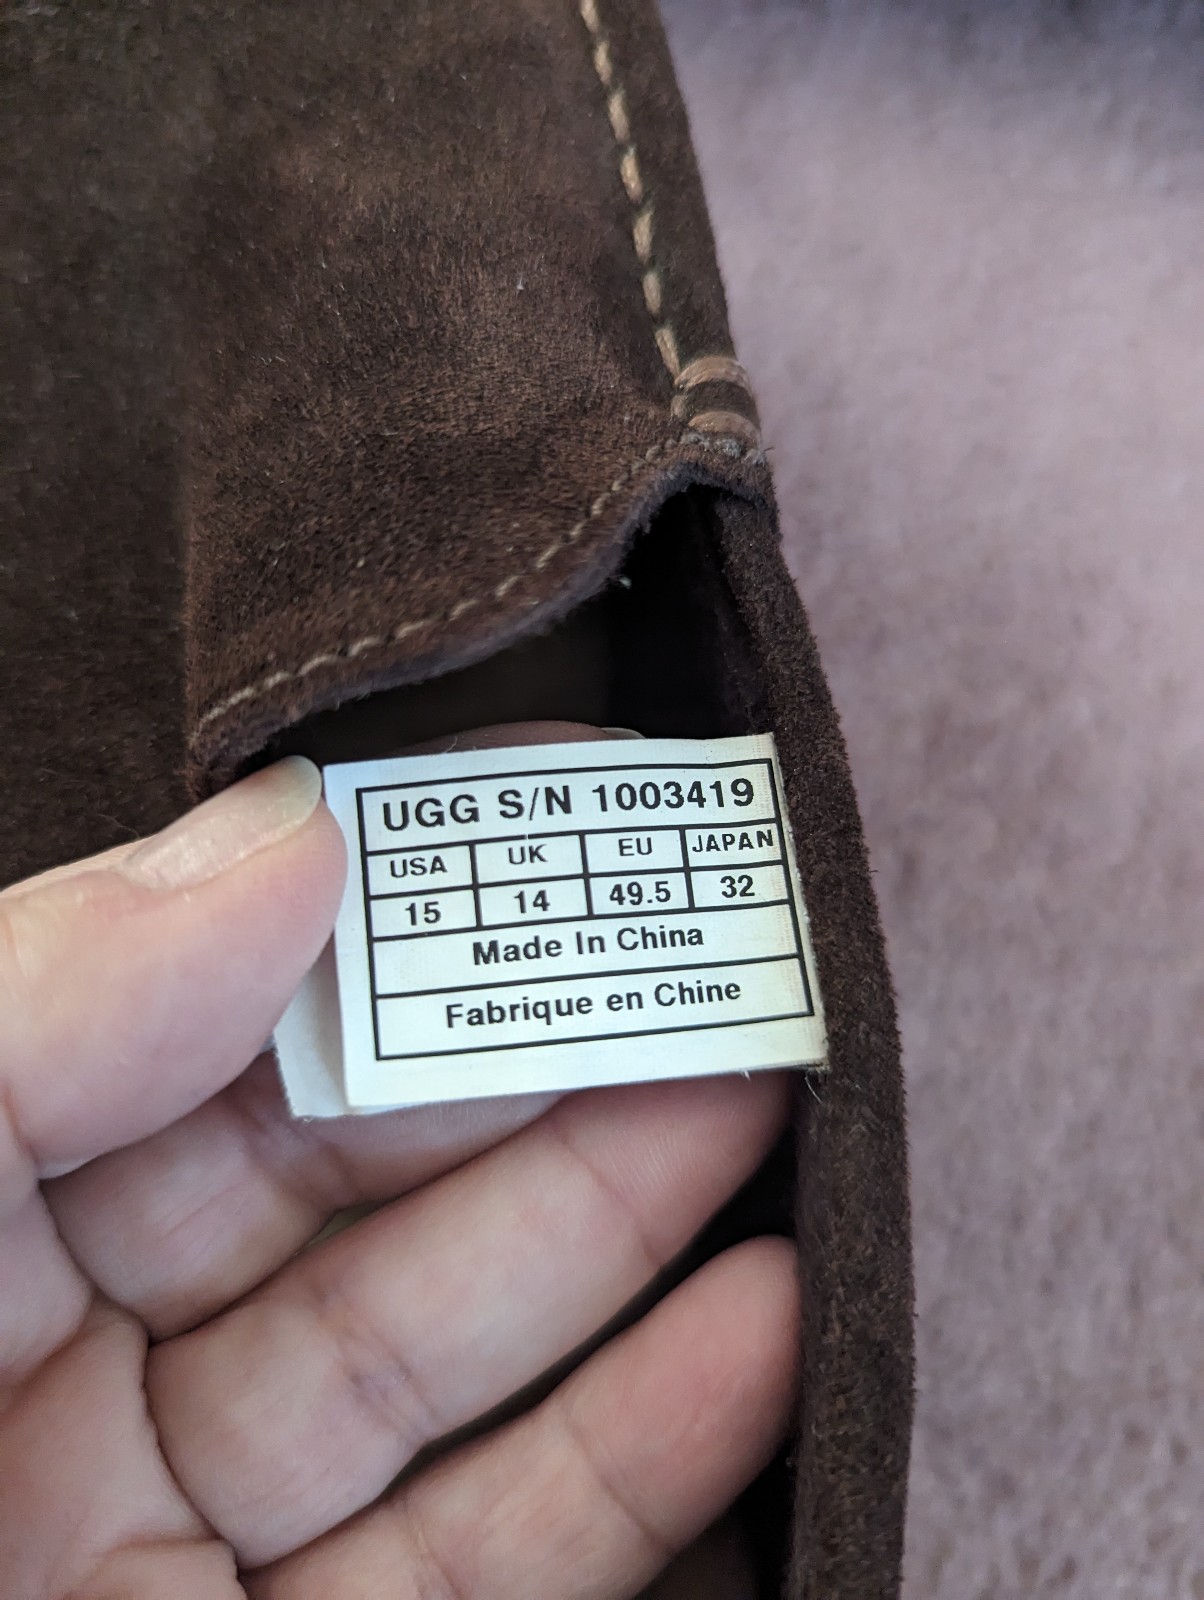 UGG S/N 1003419
USA UK EU JAPAN
15 14 49.5 32
Made In China
Fabrique en Chine